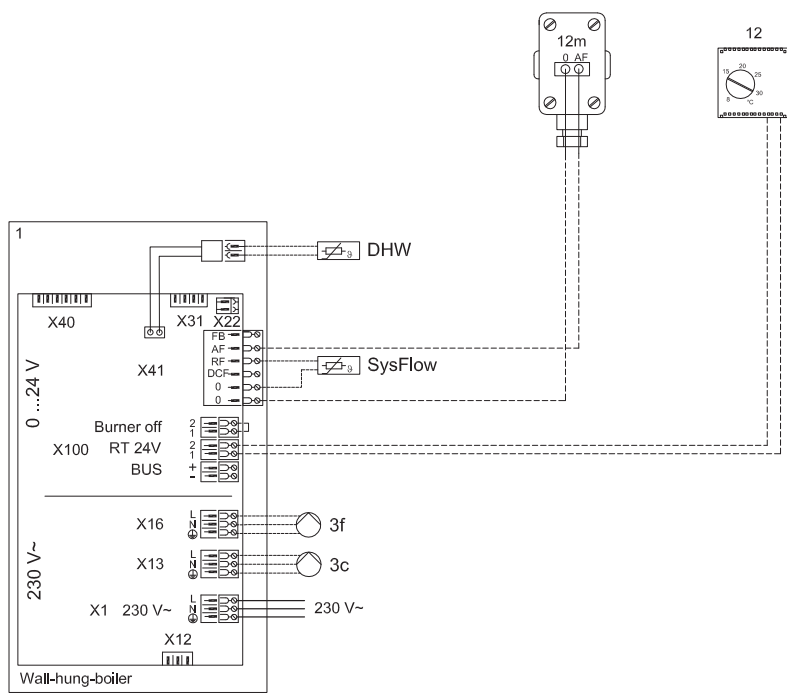 12m
0 AF
12
20
15
25
30
8
°C
1
DHW
X40
X31
X22
X41
FB
AF
RF
DCF
0
0
SysFlow
0 ...24 V
Burner off
2
1
X100
RT 24V
2
1
BUS
+
-
X16
L
N
3f
X13
L
N
3c
230 V~
X1 230 V~
L
N
230 V~
X12
Wall-hung-boiler